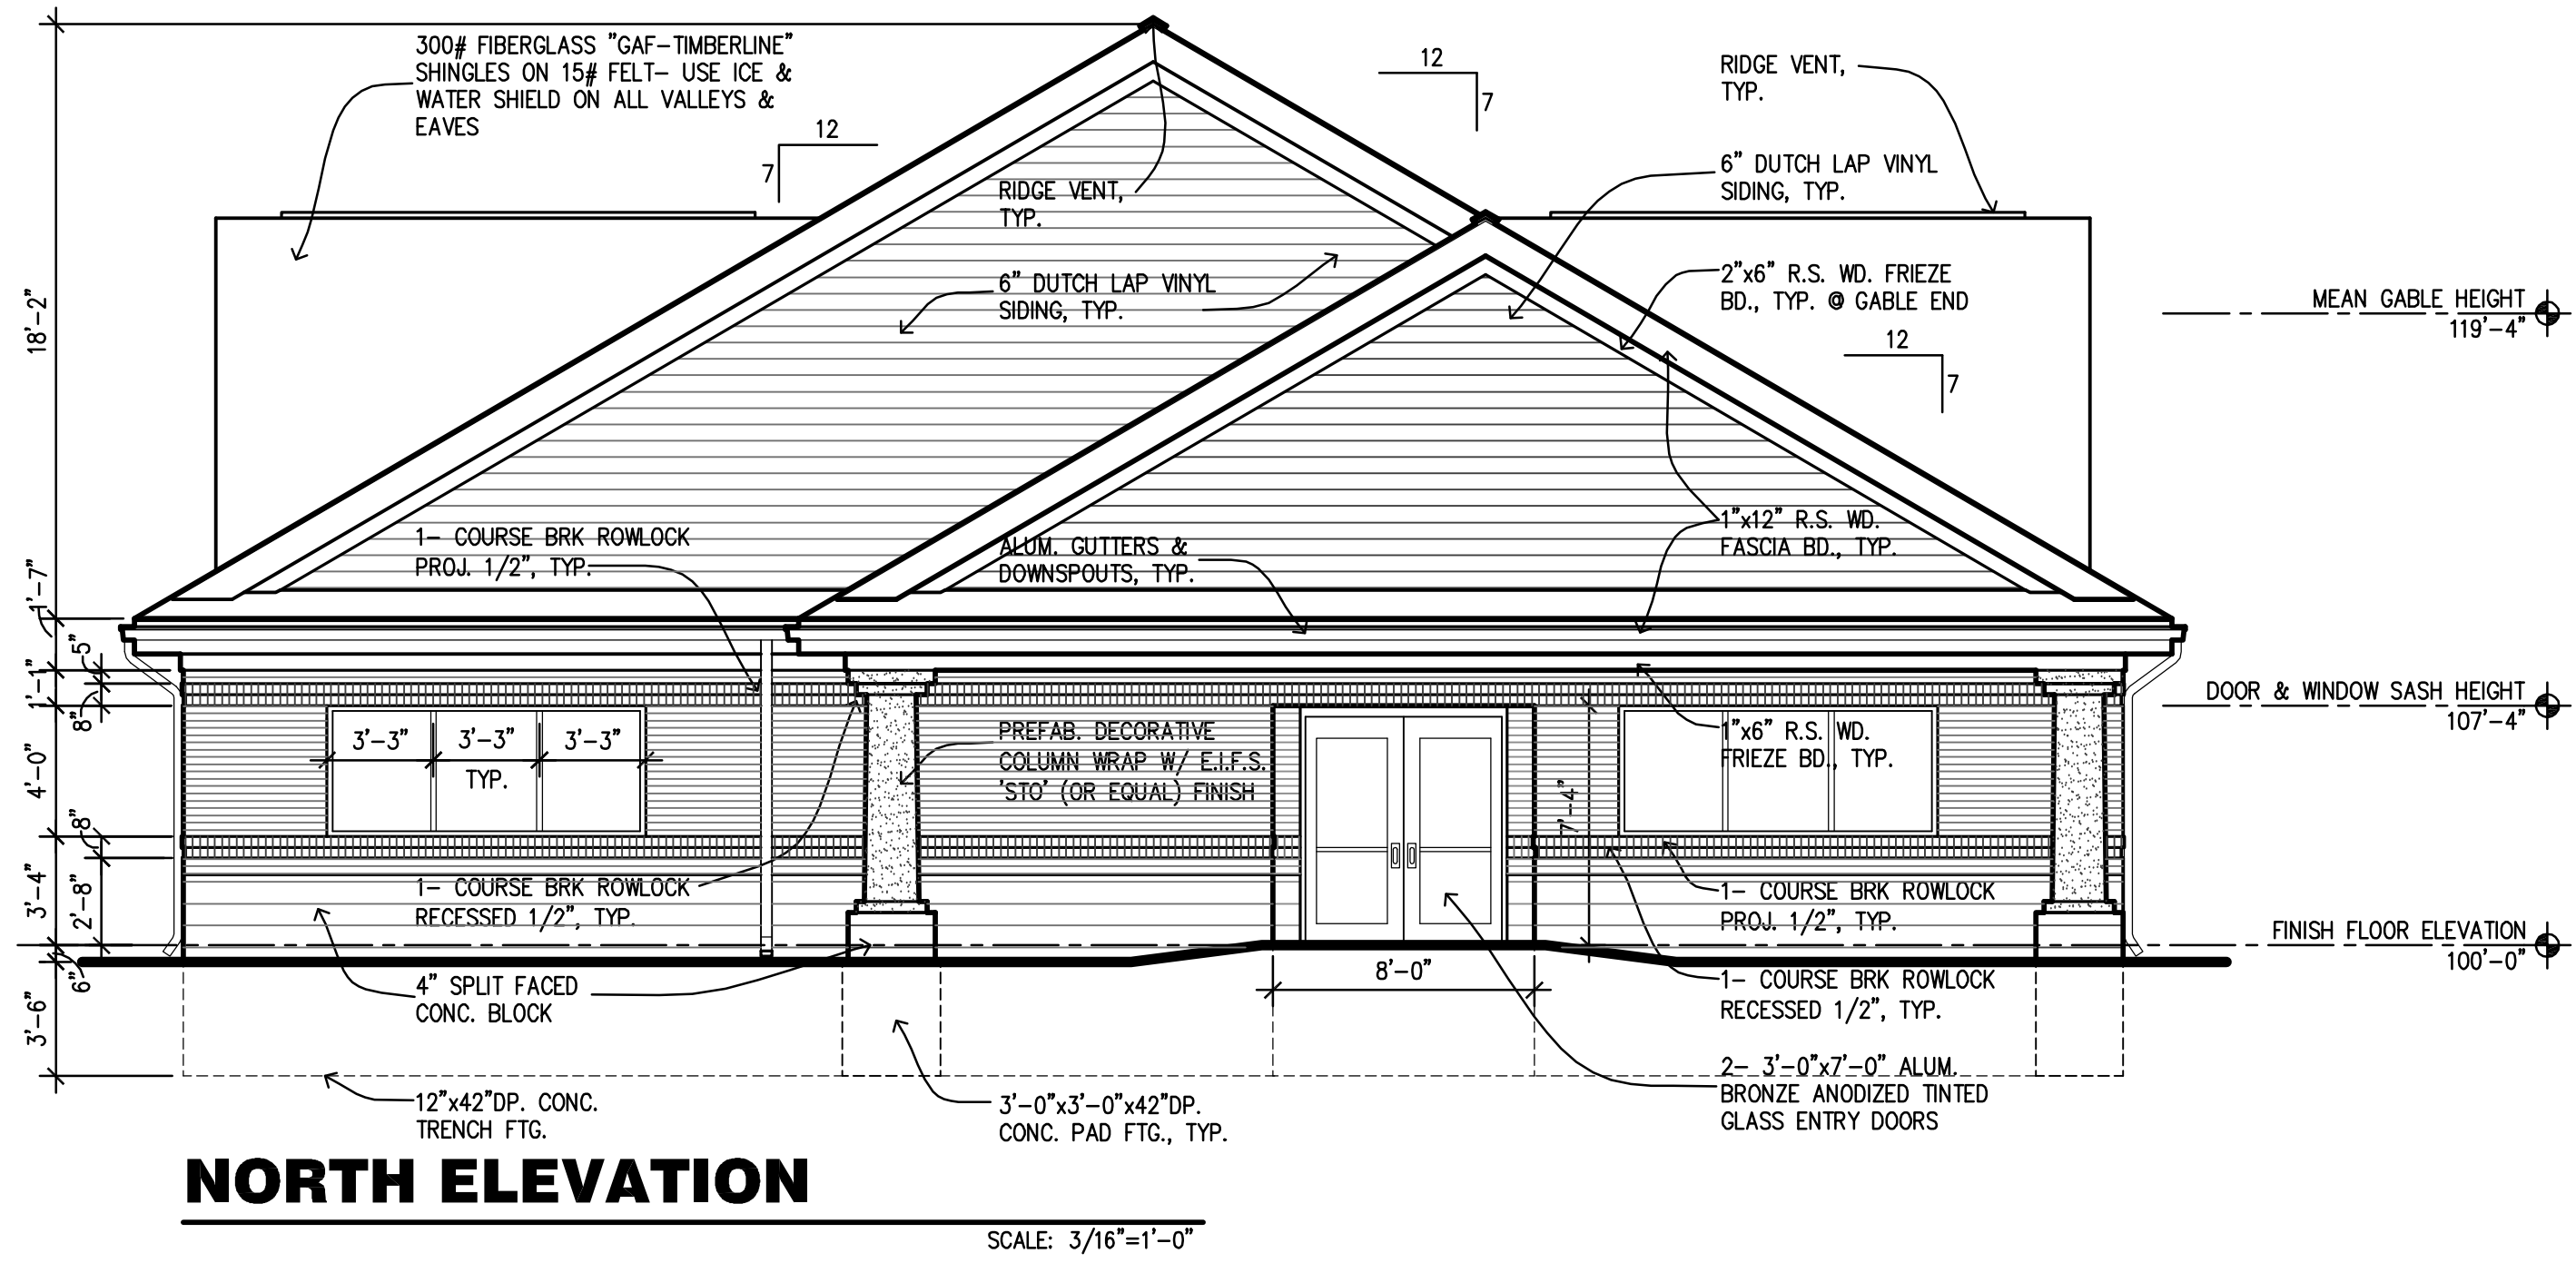 300# FIBERGLASS "GAF-TIMBERLINE"
SHINGLES ON 15# FELT- USE ICE &
WATER SHIELD ON ALL VALLEYS &
EAVES
12
7
12
7
RIDGE VENT,
TYP.
RIDGE VENT,
TYP.
6" DUTCH LAP VINYL
SIDING, TYP.
6" DUTCH LAP VINYL
SIDING, TYP.
2"x6" R.S. WD. FRIEZE
BD., TYP. @ GABLE END
12
7
MEAN GABLE HEIGHT
119'-4"
18'-2"
1'-7"
5"
1'-1"
8"
4'-0"
8"
3'-4"
2'-8"
6"
3'-6"
1- COURSE BRK ROWLOCK
PROJ. 1/2", TYP.
ALUM. GUTTERS &
DOWNSPOUTS, TYP.
1"x12" R.S. WD.
FASCIA BD., TYP.
DOOR & WINDOW SASH HEIGHT
107'-4"
3'-3"
3'-3"
3'-3"
TYP.
PREFAB. DECORATIVE
COLUMN WRAP W/ E.I.F.S.
'STO' (OR EQUAL) FINISH
7'-4"
1"x6" R.S. WD.
FRIEZE BD., TYP.
1- COURSE BRK ROWLOCK
RECESSED 1/2", TYP.
1- COURSE BRK ROWLOCK
PROJ. 1/2", TYP.
FINISH FLOOR ELEVATION
100'-0"
8'-0"
4" SPLIT FACED
CONC. BLOCK
1- COURSE BRK ROWLOCK
RECESSED 1/2", TYP.
12"x42"DP. CONC.
TRENCH FTG.
3'-0"x3'-0"x42"DP.
CONC. PAD FTG., TYP.
2- 3'-0"x7'-0" ALUM.
BRONZE ANODIZED TINTED
GLASS ENTRY DOORS
NORTH ELEVATION
SCALE: 3/16"=1'-0"